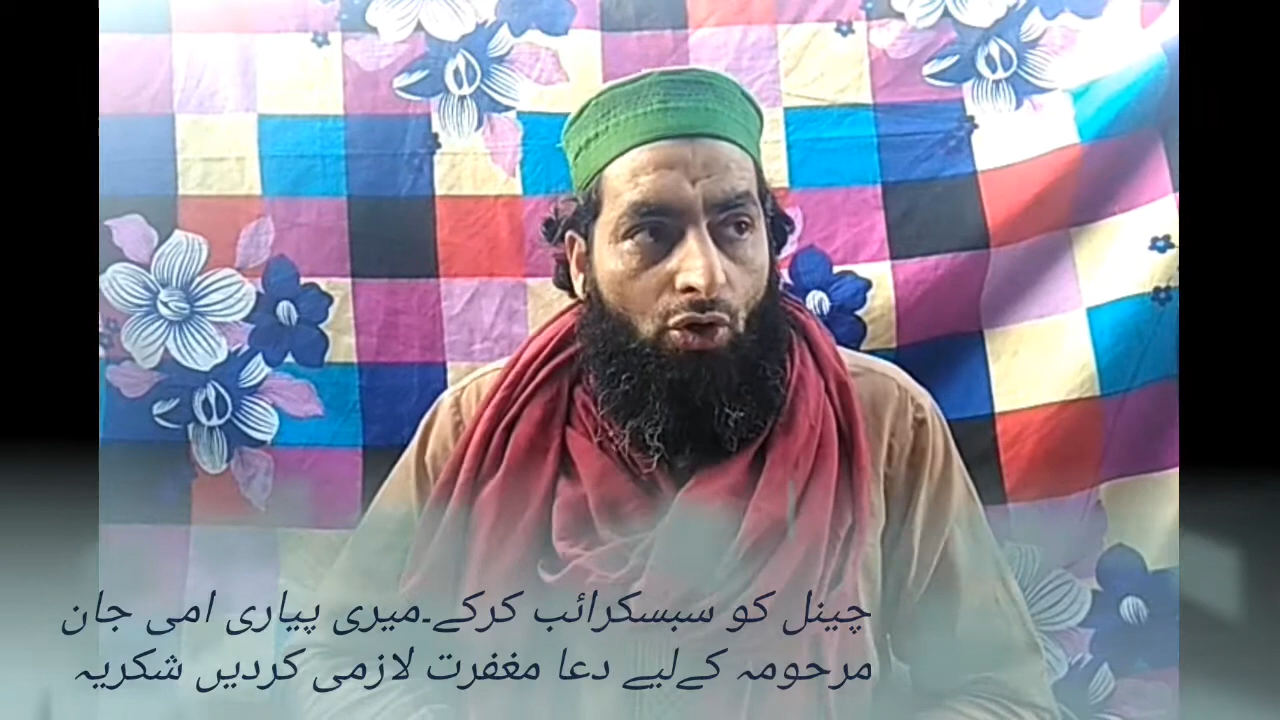 چینل کو سبسکرائب کرکے۔میری پیاری امی جان
مرحومہ کےلیے دعا مغفرت لازمی کردیں شکریہ